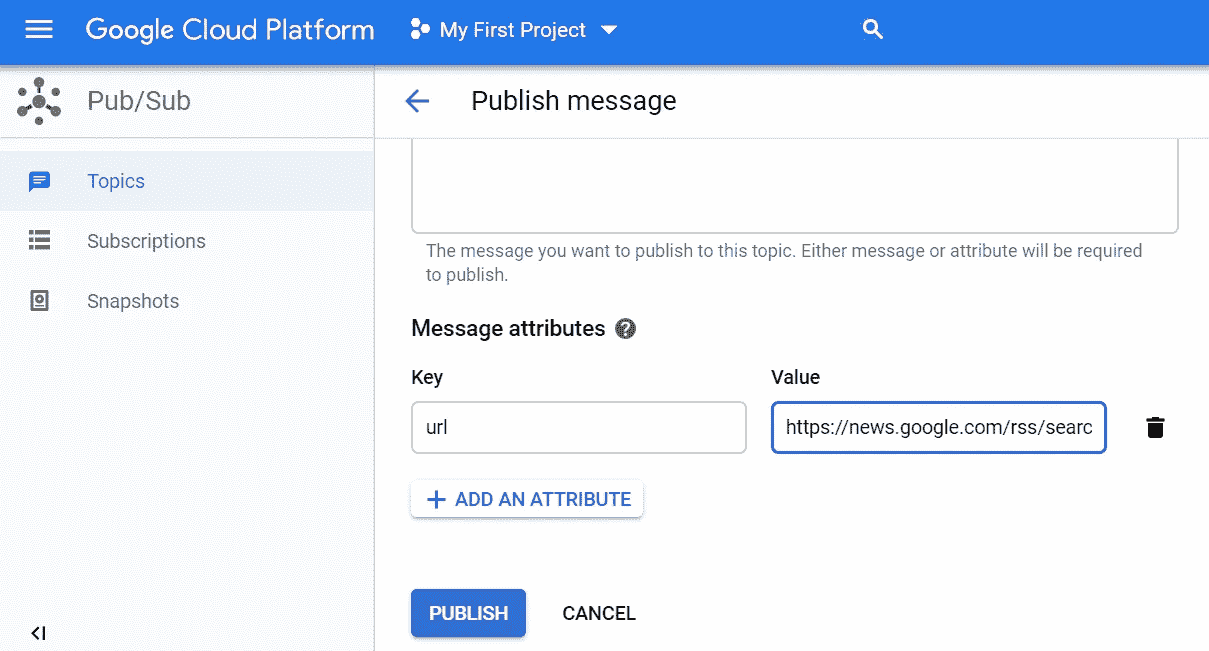 Google Cloud Platform
My First Project
Pub/Sub
Publish message
Topics
Subscriptions
Snapshots
The message you want to publish to this topic. Either message or attribute will be required
to publish.
Message attributes
Key
Value
url
https://news.google.com/rss/searc
ADD AN ATTRIBUTE
PUBLISH
CANCEL